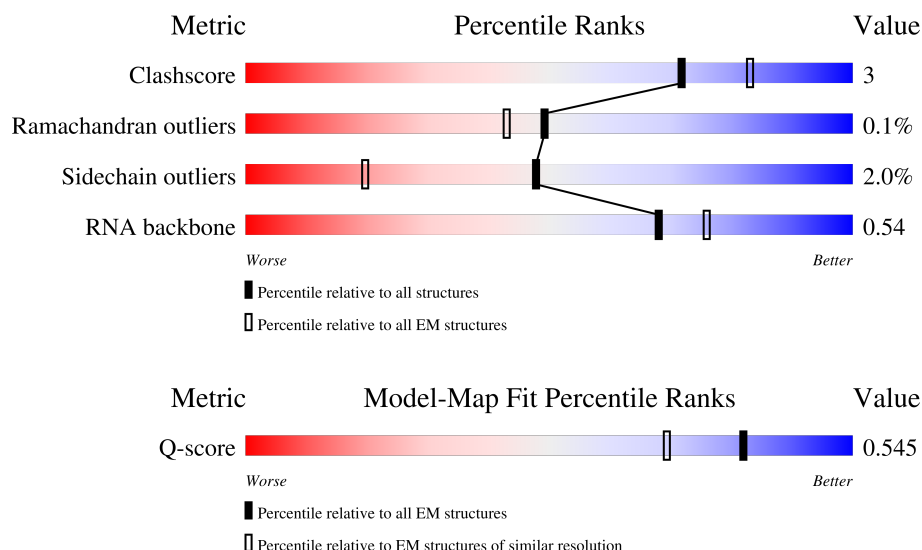 Metric Percentile Ranks Value
Clashscore 3
Ramachandran outliers 0.1%
Sidechain outliers 2.0%
RNA backbone 0.54
Worse Better
Percentile relative to all structures
Percentile relative to all EM structures
Metric Model-Map Fit Percentile Ranks Value
Q-score 0.545
Worse Better
Percentile relative to all EM structures
Percentile relative to EM structures of similar resolution